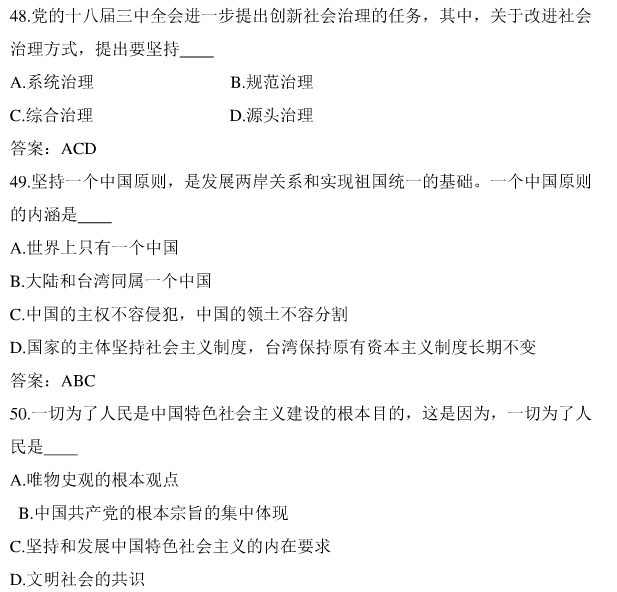 48.党的十八届三中全会进一步提出创新社会治理的任务，其中，关于改进社会
治理方式，提出要坚持____
A.系统治理 B.规范治理
C.综合治理 D.源头治理
答案：ACD
49.坚持一个中国原则，是发展两岸关系和实现祖国统一的基础。一个中国原则
的内涵是____
A.世界上只有一个中国
B.大陆和台湾同属一个中国
C.中国的主权不容侵犯，中国的领土不容分割
D.国家的主体坚持社会主义制度，台湾保持原有资本主义制度长期不变
答案：ABC
50.一切为了人民是中国特色社会主义建设的根本目的，这是因为，一切为了人
民是____
A.唯物史观的根本观点
B.中国共产党的根本宗旨的集中体现
C.坚持和发展中国特色社会主义的内在要求
D.文明社会的共识